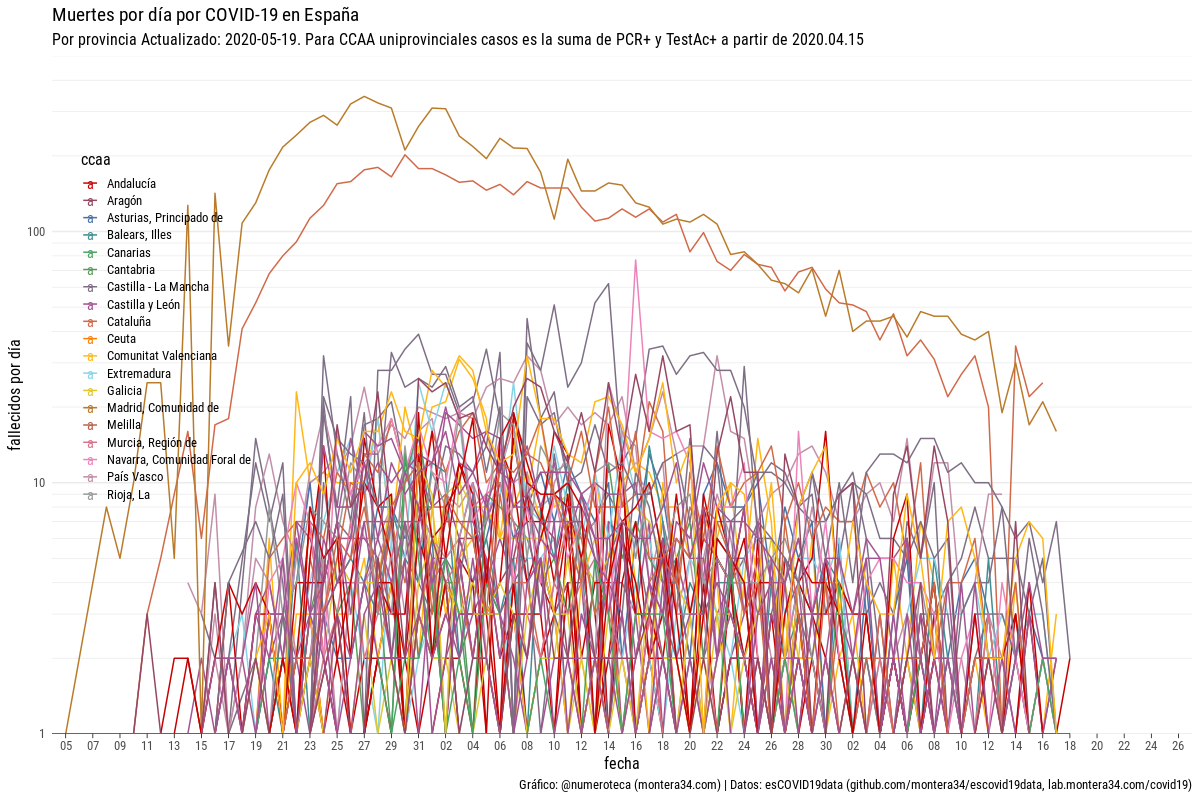 Muertes por día por COVID-19 en España
Por provincia Actualizado: 2020-05-19. Para CCAA uniprovinciales casos es la suma de PCR+ y TestAc+ a partir de 2020.04.15
ccaa
Andalucía
Aragón
Asturias, Principado de
Balears, Illes
Canarias
Cantabria
Castilla - La Mancha
Castilla y León
Cataluña
Ceuta
Comunitat Valenciana
Extremadura
Galicia
Madrid, Comunidad de
Melilla
Murcia, Región de
Navarra, Comunidad Foral de
País Vasco
Rioja, La
fallecidos por día
100
10
1
05 07 09 11 13 15 17 19 21 23 25 27 29 31 02 04 06 08 10 12 14 16 18 20 22 24 26 28 30 02 04 06 08 10 12 14 16 18 20 22 24 26
fecha
Gráfico: @numeroteca (montera34.com) | Datos: esCOVID19data (github.com/montera34/escovid19data, lab.montera34.com/covid19)